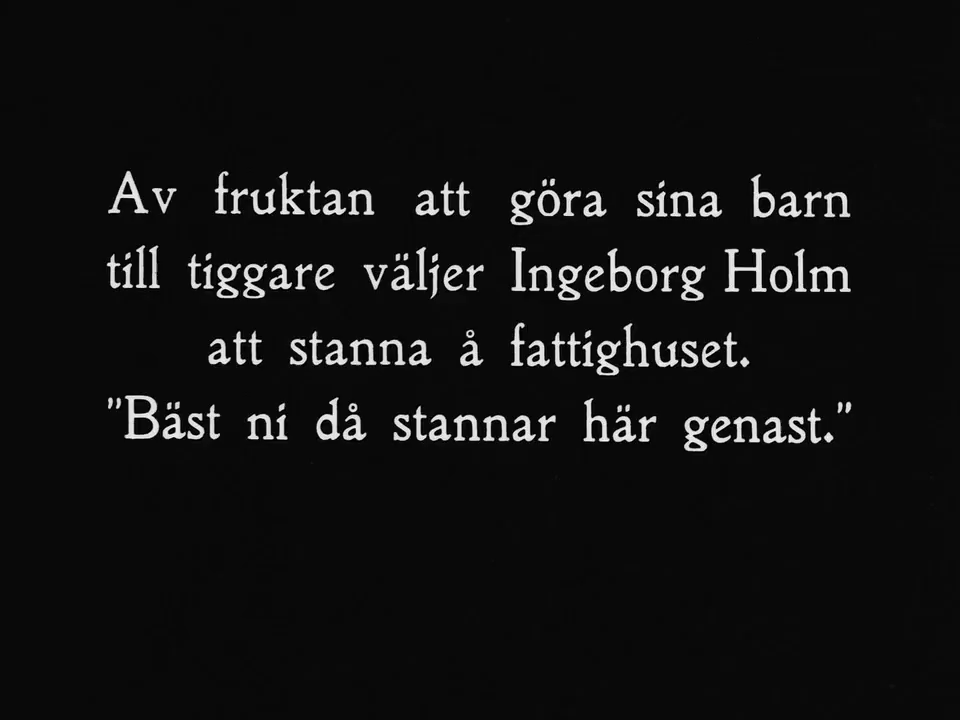 Av fruktan att göra sina barn
till tiggare väljer Ingeborg Holm
att stanna å fattighuset.
"Bäst ni då stannar här genast."